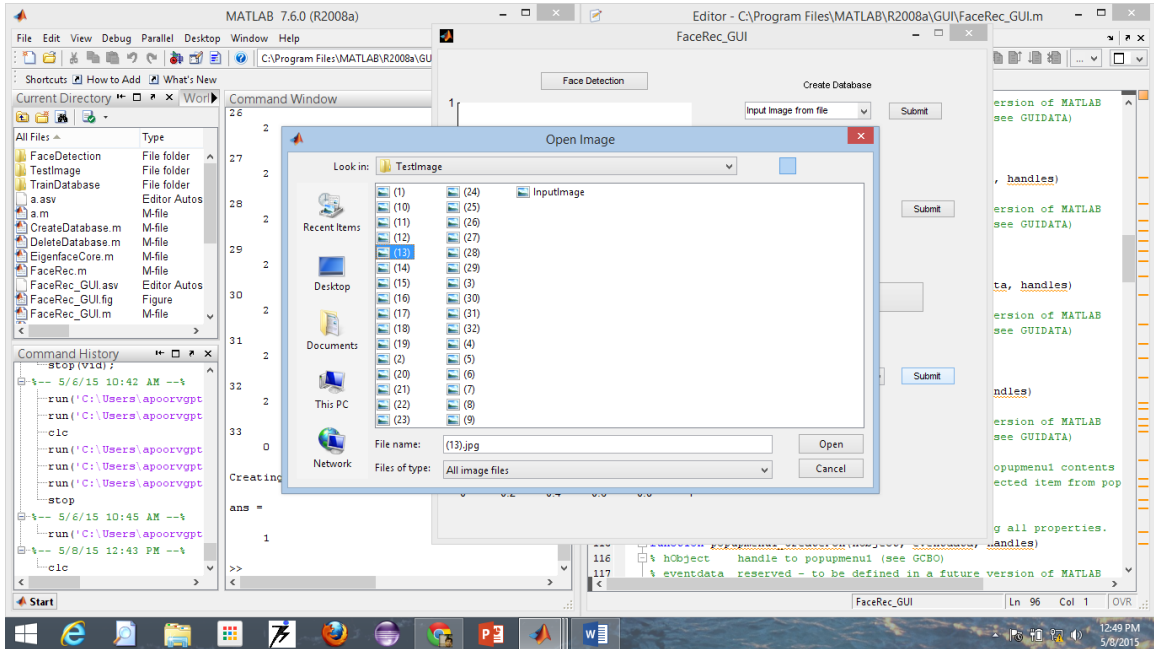 MATLAB 7.6.0 (R2008a)
File Edit View Debug Parallel Desktop Window Help
C:\Program Files\MATLAB\R2008a\GU
Shortcuts How to Add What's New
Current Directory
Worl
All Files Type
FaceDetection File folder
TestImage File folder
TrainDatabase File folder
a.asv Editor Autos
a.m M-file
CreateDatabase.m M-file
DeleteDatabase.m M-file
EigenfaceCore.m M-file
FaceRec.m M-file
FaceRec_GUI.asv Editor Autos
FaceRec_GUI.fig Figure
FaceRec_GUI.m M-file
Command History
stop(vid);
%-- 5/6/15 10:42 AM --%
run('C:\Users\apoorvgpt
run('C:\Users\apoorvgpt
clc
run('C:\Users\apoorvgpt
run('C:\Users\apoorvgpt
run('C:\Users\apoorvgpt
stop
%-- 5/6/15 10:45 AM --%
run('C:\Users\apoorvgpt
%-- 5/8/15 12:43 PM --%
clc
Command Window
26
2
27
2
28
2
29
2
30
2
31
2
32
2
33
0
Creating
ans =
1
>>
Start
FaceRec_GUI
Face Detection
Create Database
1
Input Image from file
Submit
Submit
Submit
Open Image
Look in: TestImage
Recent Items
Desktop
Documents
This PC
Network
(1)
(10)
(11)
(12)
(13)
(14)
(15)
(16)
(17)
(18)
(19)
(2)
(20)
(21)
(22)
(23)
(24)
(25)
(26)
(27)
(28)
(29)
(3)
(30)
(31)
(32)
(4)
(5)
(6)
(7)
(8)
(9)
InputImage
File name: (13).jpg Open
Files of type: All image files Cancel
Editor - C:\Program Files\MATLAB\R2008a\GUI\FaceRec_GUI.m
ersion of MATLAB
see GUIDATA)
, handles)
ersion of MATLAB
see GUIDATA)
ta, handles)
ersion of MATLAB
see GUIDATA)
ndles)
ersion of MATLAB
see GUIDATA)
opupmenu1 contents
ected item from pop
g all properties.
handles)
116 % hObject handle to popupmenu1 (see GCBO)
117 % eventdata reserved - to be defined in a future version of MATLAB
FaceRec_GUI Ln 96 Col 1 OVR
12:49 PM
5/8/2015